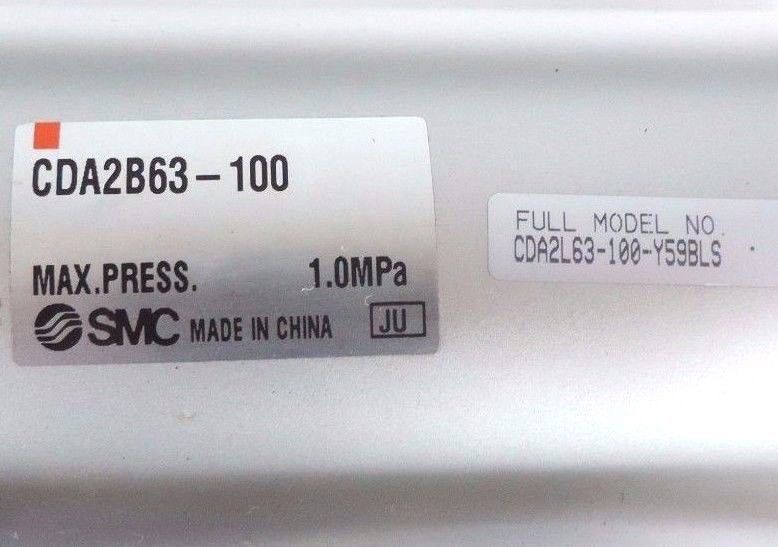 CDA2B63-100
MAX.PRESS. 1.0MPa
SMC MADE IN CHINA JU
FULL MODEL NO.
CDA2L63-100-Y59BLS